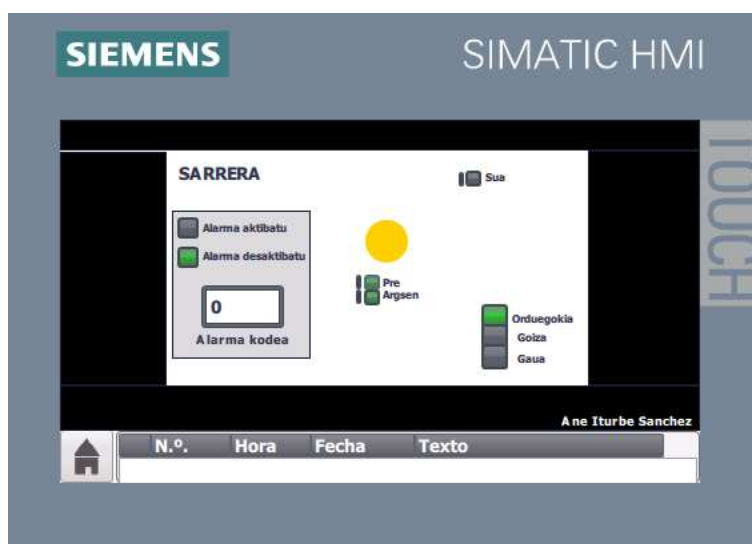 SIEMENS
SIMATIC HMI
TOUCH
SARRERA
Sua
Alarma aktibatu
Alarma desaktibatu
0
Alarma kodea
Pre
Argsen
Orduegokia
Goiza
Gaua
Ane Iturbe Sanchez
N.º. Hora Fecha Texto